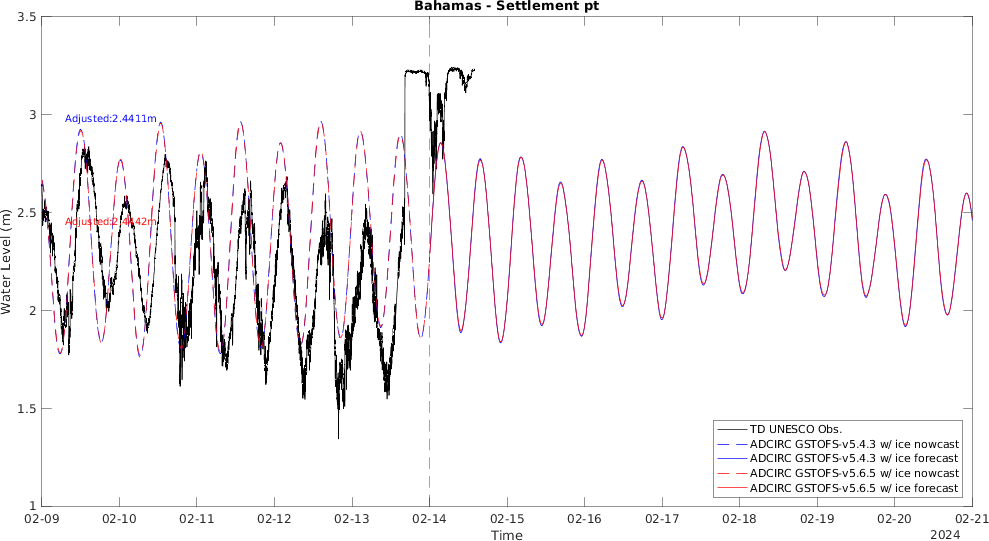 Bahamas - Settlement pt
3.5
3
2.5
2
1.5
1
Water Level (m)
Adjusted:2.4411m
Adjusted:2.4442m
TD UNESCO Obs.
ADCIRC GSTOFS-v5.4.3 w/ ice nowcast
ADCIRC GSTOFS-v5.4.3 w/ ice forecast
ADCIRC GSTOFS-v5.6.5 w/ ice nowcast
ADCIRC GSTOFS-v5.6.5 w/ ice forecast
02-09 02-10 02-11 02-12 02-13 02-14 02-15 02-16 02-17 02-18 02-19 02-20 02-21
Time
2024